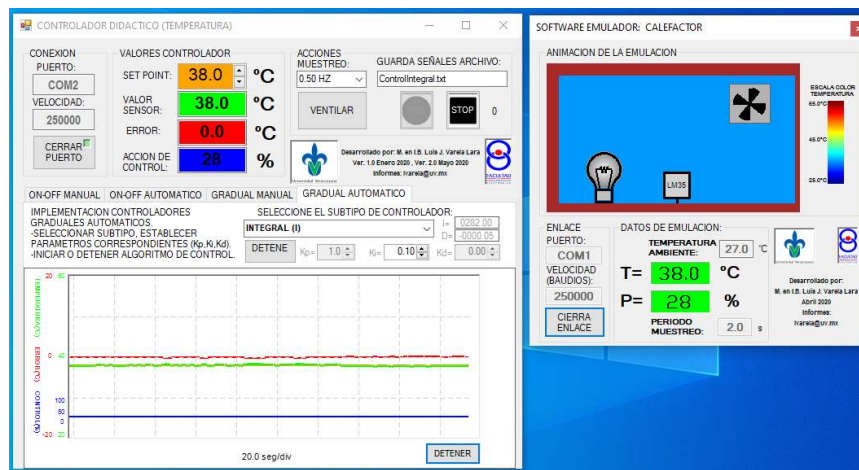 CONTROLADOR DIDACTICO (TEMPERATURA)
CONEXION
PUERTO:
COM2
VELOCIDAD:
250000
CERRAR
PUERTO
VALORES CONTROLADOR
SET POINT: 38.0 °C
VALOR
SENSOR: 38.0 °C
ERROR: 0.0 °C
ACCION DE
CONTROL: 28 %
ACCIONES
MUESTREO:
0.50 HZ
GUARDA SEÑALES ARCHIVO:
ControlIntegral.txt
VENTILAR
STOP
0
Desarrollado por: M. en I.B. Luis J. Varela Lara
Ver. 1.0 Enero 2020 , Ver. 2.0 Mayo 2020
Informes: lvarela@uv.mx
ON-OFF MANUAL ON-OFF AUTOMATICO GRADUAL MANUAL GRADUAL AUTOMATICO
IMPLEMENTACION CONTROLADORES
GRADUALES AUTOMATICOS.
-SELECCIONAR SUBTIPO, ESTABLECER
PARAMETROS CORRESPONDIENTES (Kp,Ki,Kd).
-INICIAR O DETENER ALGORITMO DE CONTROL.
SELECCIONE EL SUBTIPO DE CONTROLADOR:
INTEGRAL (I)
I= 0282.00
D= -0000.05
DETENE
Kp= 1.0
Ki= 0.10
Kd= 0.00
TEMPERATURA(°C)
ERROR(°C)
CONTROL(%)
20 60
0 40
100
50
0
-20 20
20.0 seg/div
DETENER
SOFTWARE EMULADOR: CALEFACTOR
ANIMACION DE LA EMULACION
LM35
ESCALA COLOR
TEMPERATURA
65.0°C
45.0°C
25.0°C
ENLACE
PUERTO:
COM1
VELOCIDAD
(BAUDIOS):
250000
CIERRA
ENLACE
DATOS DE EMULACION:
TEMPERATURA
AMBIENTE: 27.0 °C
T= 38.0 °C
P= 28 %
PERIODO
MUESTREO: 2.0 s
Desarrollado por:
M. en I.B. Luis J. Varela Lara
Abril 2020
Informes:
lvarela@uv.mx